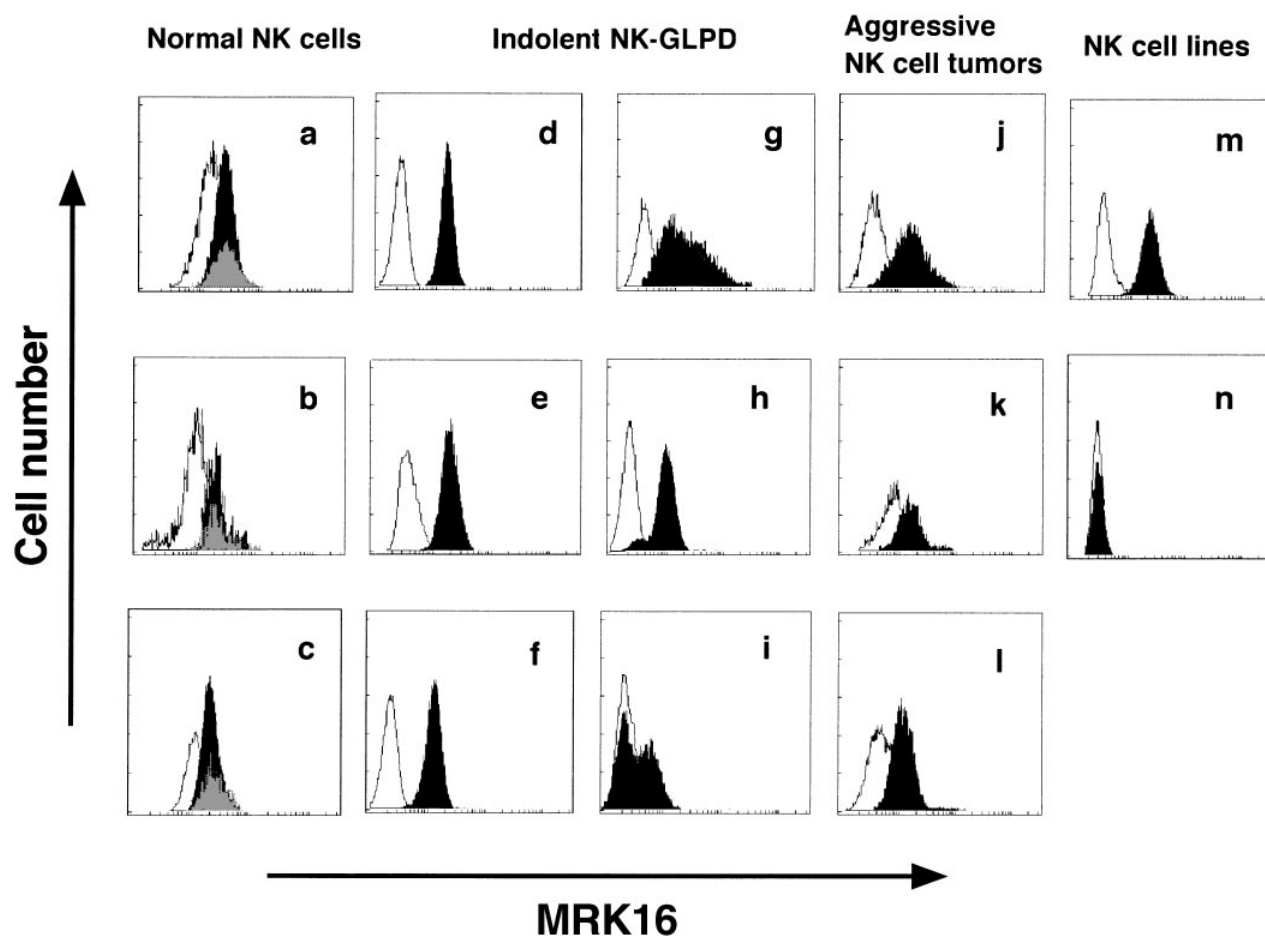 Normal NK cells
Indolent NK-GLPD
Aggressive
NK cell tumors
NK cell lines
a
d
g
j
m
b
e
h
k
n
c
f
i
l
Cell number
MRK16